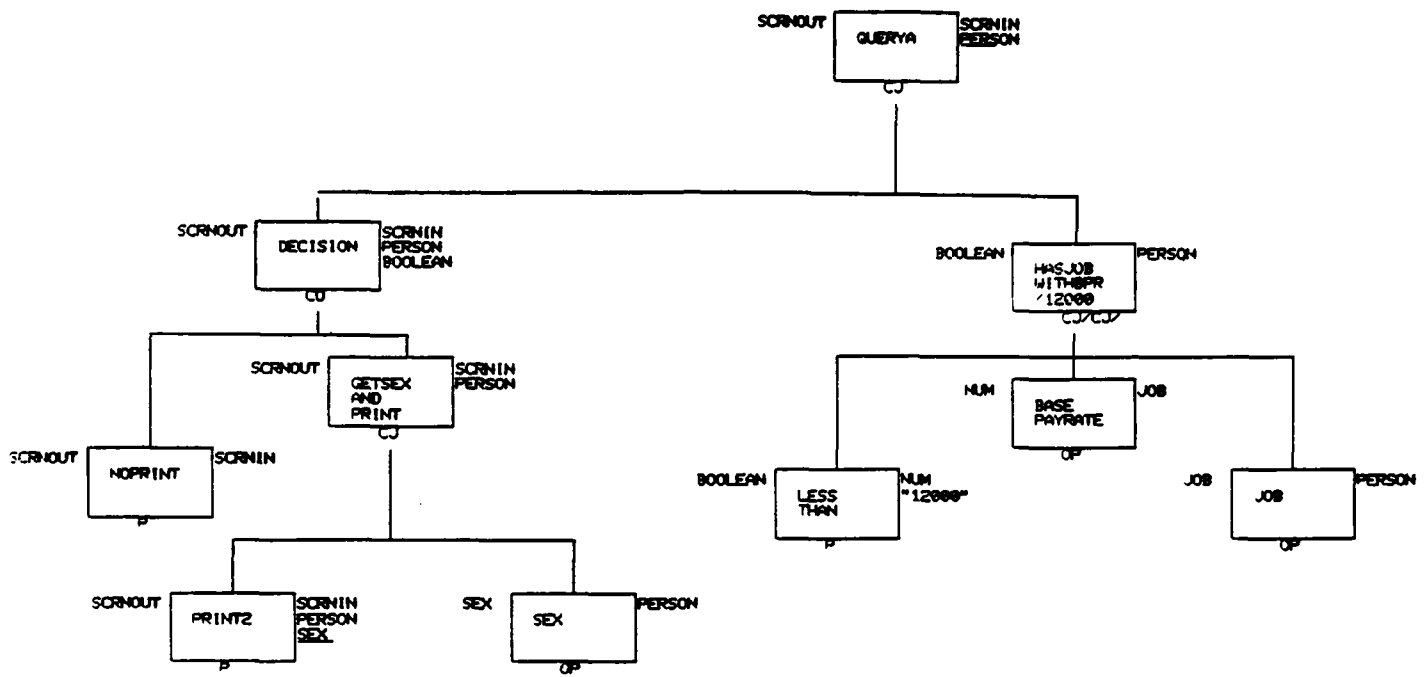 SCRNOUT
QUERYA
SCRNIN
PERSON
CJ
SCRNOUT
DECISION
SCRNIN
PERSON
BOOLEAN
CO
BOOLEAN
HASJOB
WITHBPR
/12000
PERSON
CJ/CJ/
SCRNOUT
GETSEX
AND
PRINT
SCRNIN
PERSON
CJ
NUM
BASE
PAYRATE
JOB
OP
SCRNOUT
NOPRINT
SCRNIN
P
BOOLEAN
LESS
THAN
NUM
"12000"
P
JOB
JOB
PERSON
OP
SCRNOUT
PRINT2
SCRNIN
PERSON
SEX
P
SEX
SEX
PERSON
OP